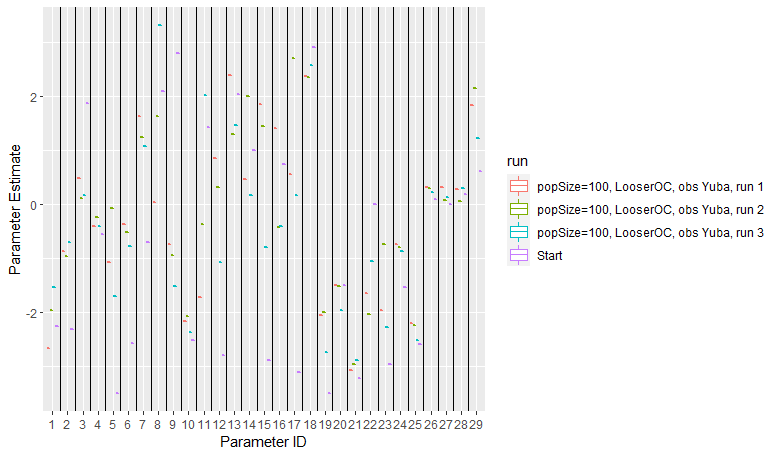 Parameter Estimate
2
0
-2
1 2 3 4 5 6 7 8 9 10 11 12 13 14 15 16 17 18 19 20 21 22 23 24 25 26 27 28 29
Parameter ID
run
popSize=100, LooserOC, obs Yuba, run 1
popSize=100, LooserOC, obs Yuba, run 2
popSize=100, LooserOC, obs Yuba, run 3
Start